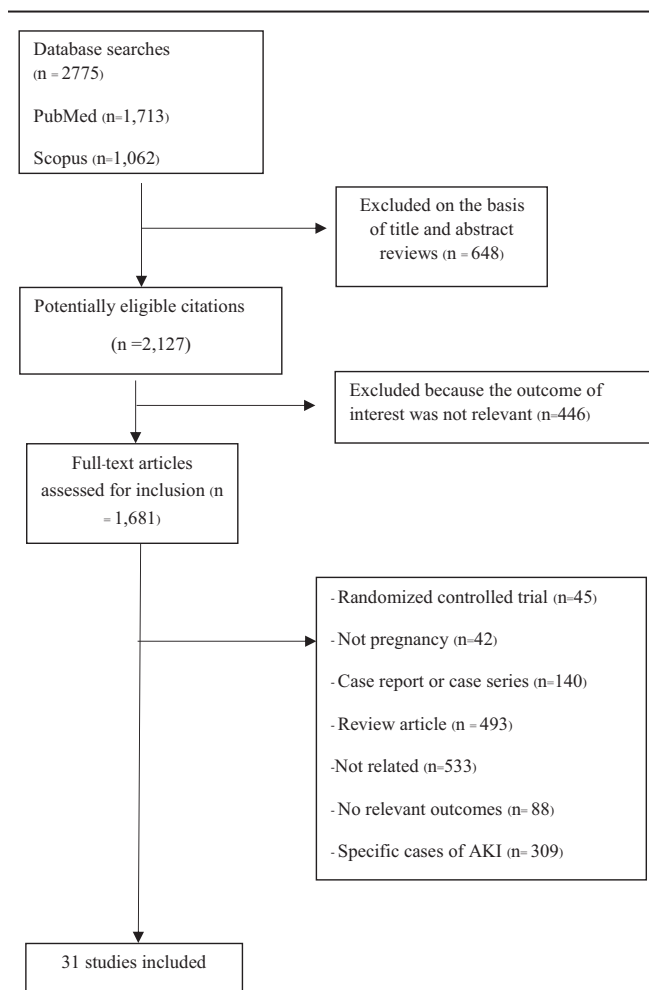 Database searches
(n = 2775)
PubMed (n=1,713)
Scopus (n=1,062)
Excluded on the basis
of title and abstract
reviews (n = 648)
Potentially eligible citations
(n =2,127)
Excluded because the outcome of
interest was not relevant (n=446)
Full-text articles
assessed for inclusion (n
= 1,681)
- Randomized controlled trial (n=45)
- Not pregnancy (n=42)
- Case report or case series (n=140)
- Review article (n = 493)
-Not related (n=533)
- No relevant outcomes (n= 88)
- Specific cases of AKI (n= 309)
31 studies included